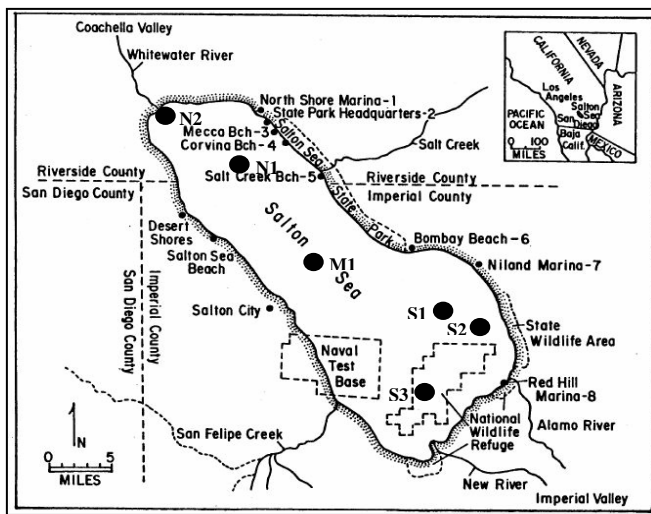 Coachella Valley
Whitewater River
N2
North Shore Marina-1
State Park Headquarters-2
Mecca Bch-3
Corvina Bch-4
N1
Salt Creek Bch-5
Salton Sea
State
Park
Salt Creek
Riverside County
San Diego County
Riverside County
Imperial County
Desert
Shores
Salton Sea
Beach
Salton
Sea
M1
Bombay Beach-6
Niland Marina-7
San Diego County
Imperial County
Salton City
S1
S2
State
Wildlife Area
Naval
Test
Base
S3
Red Hill
Marina-8
National
Wildlife
Refuge
Alamo River
San Felipe Creek
New River
Imperial Valley
N
0
5
MILES
CALIFORNIA
NEVADA
ARIZONA
Los
Angeles
Salton
Sea
PACIFIC
OCEAN
San
Diego
Baja
Calif.
MEXICO
0 100
MILES